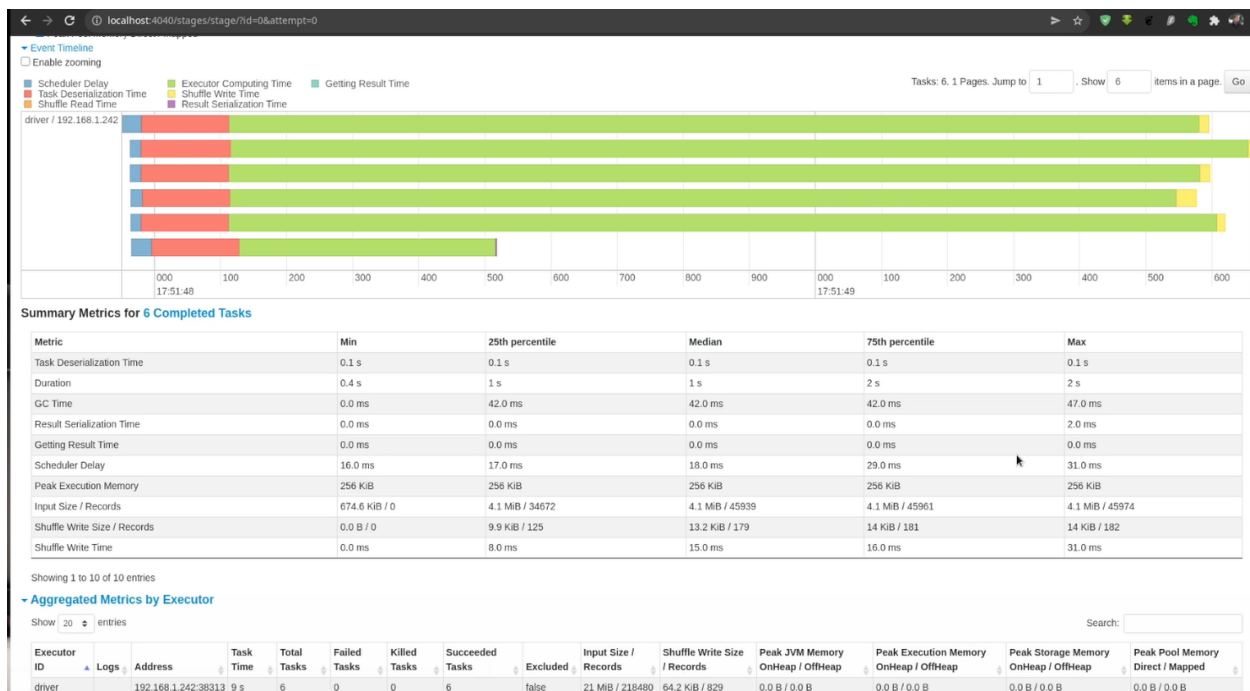 localhost:4040/stages/stage/?id=0&attempt=0
Event Timeline
Enable zooming
Scheduler Delay
Task Deserialization Time
Shuffle Read Time
Executor Computing Time
Shuffle Write Time
Result Serialization Time
Getting Result Time
Tasks: 6. 1 Pages. Jump to 1 . Show 6 items in a page. Go
driver / 192.168.1.242
000 100 200 300 400 500 600 700 800 900 000 100 200 300 400 500 600
17:51:48 17:51:49
Summary Metrics for 6 Completed Tasks
Metric Min 25th percentile Median 75th percentile Max
Task Deserialization Time 0.1 s 0.1 s 0.1 s 0.1 s 0.1 s
Duration 0.4 s 1 s 1 s 2 s 2 s
GC Time 0.0 ms 42.0 ms 42.0 ms 42.0 ms 47.0 ms
Result Serialization Time 0.0 ms 0.0 ms 0.0 ms 0.0 ms 2.0 ms
Getting Result Time 0.0 ms 0.0 ms 0.0 ms 0.0 ms 0.0 ms
Scheduler Delay 16.0 ms 17.0 ms 18.0 ms 29.0 ms 31.0 ms
Peak Execution Memory 256 KiB 256 KiB 256 KiB 256 KiB 256 KiB
Input Size / Records 674.6 KiB / 0 4.1 MiB / 34672 4.1 MiB / 45939 4.1 MiB / 45961 4.1 MiB / 45974
Shuffle Write Size / Records 0.0 B / 0 9.9 KiB / 125 13.2 KiB / 179 14 KiB / 181 14 KiB / 182
Shuffle Write Time 0.0 ms 8.0 ms 15.0 ms 16.0 ms 31.0 ms
Showing 1 to 10 of 10 entries
Aggregated Metrics by Executor
Show 20 entries Search:
Executor ID Logs Address Task Time Total Tasks Failed Tasks Killed Tasks Succeeded Tasks Excluded Input Size / Records Shuffle Write Size / Records Peak JVM Memory OnHeap / OffHeap Peak Execution Memory OnHeap / OffHeap Peak Storage Memory OnHeap / OffHeap Peak Pool Memory Direct / Mapped
driver 192.168.1.242:38313 9 s 6 0 0 6 false 21 MiB / 218480 64.2 KiB / 829 0.0 B / 0.0 B 0.0 B / 0.0 B 0.0 B / 0.0 B 0.0 B / 0.0 B